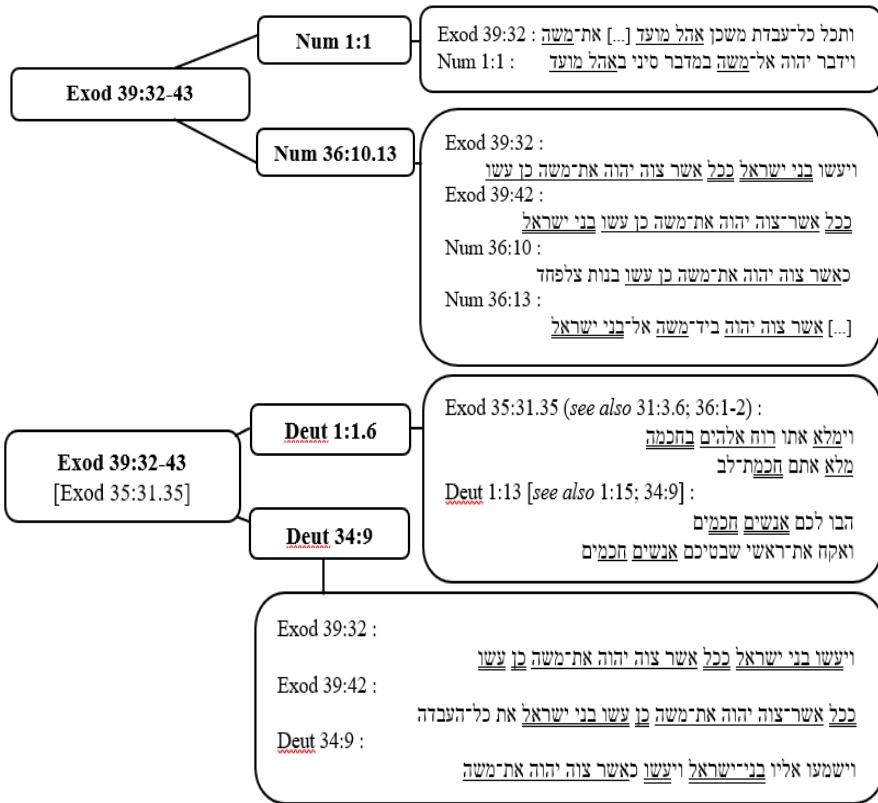 Exod 39:32-43
Num 1:1
Exod 39:32 : ותכל כל־עבדת משכן אהל מועד [...] את־משה
Num 1:1 : וידבר יהוה אל־משה במדבר סיני באהל מועד
Num 36:10.13
Exod 39:32 :
ויעשו בני ישראל ככל אשר צוה יהוה את־משה כן עשו
Exod 39:42 :
ככל אשר־צוה יהוה את־משה כן עשו בני ישראל
Num 36:10 :
כאשר צוה יהוה את־משה כן עשו בנות צלפחד
Num 36:13 :
[...] אשר צוה יהוה ביד־משה אל־בני ישראל
Exod 39:32-43
[Exod 35:31.35]
Deut 1:1.6
Exod 35:31.35 (see also 31:3.6; 36:1-2) :
וימלא אתו רוח אלהים בחכמה
מלא אתם חכמת־לב
Deut 1:13 [see also 1:15; 34:9] :
הבו לכם אנשים חכמים
ואקח את־ראשי שבטיכם אנשים חכמים
Deut 34:9
Exod 39:32 :
ויעשו בני ישראל ככל אשר צוה יהוה את־משה כן עשו
Exod 39:42 :
ככל אשר־צוה יהוה את־משה כן עשו בני ישראל את כל־העבדה
Deut 34:9 :
וישמעו אליו בני־ישראל ויעשו כאשר צוה יהוה את־משה